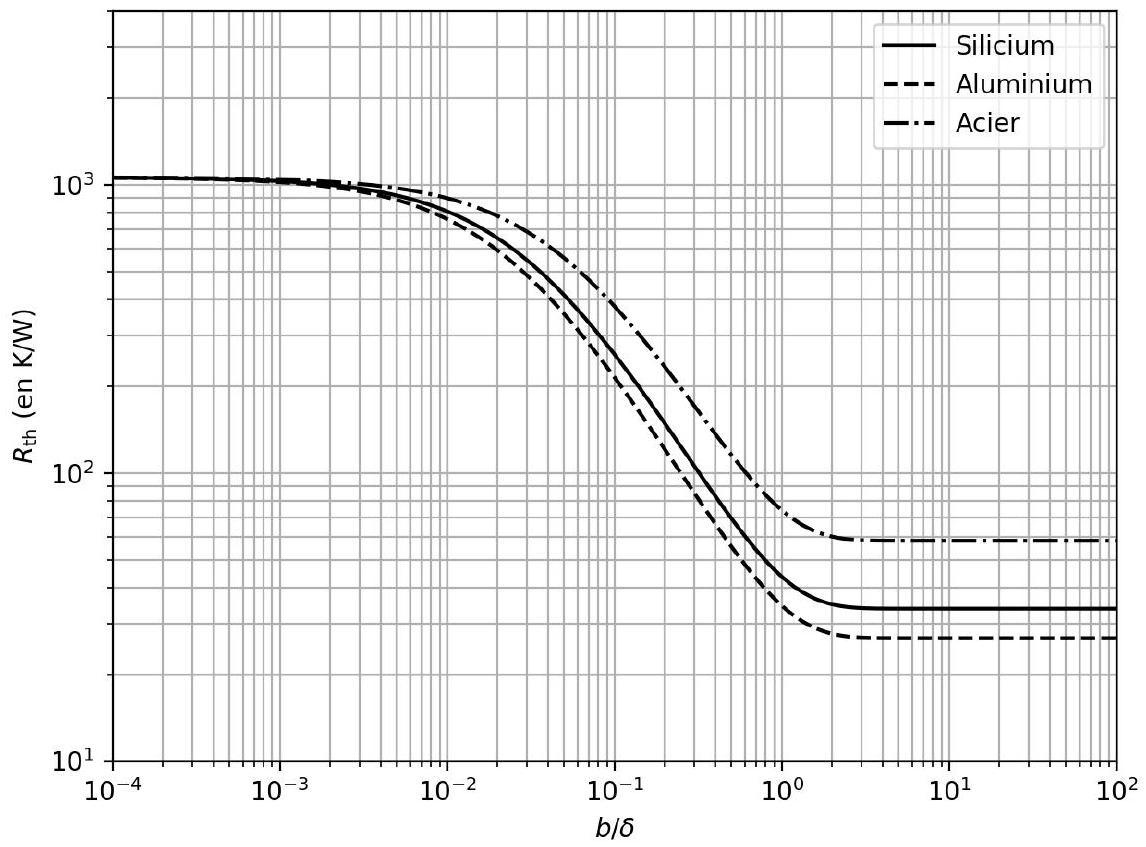 Silicium
Aluminium
Acier
10³
10²
10¹
R_th (en K/W)
10⁻⁴ 10⁻³ 10⁻² 10⁻¹ 10⁰ 10¹ 10²
b/δ